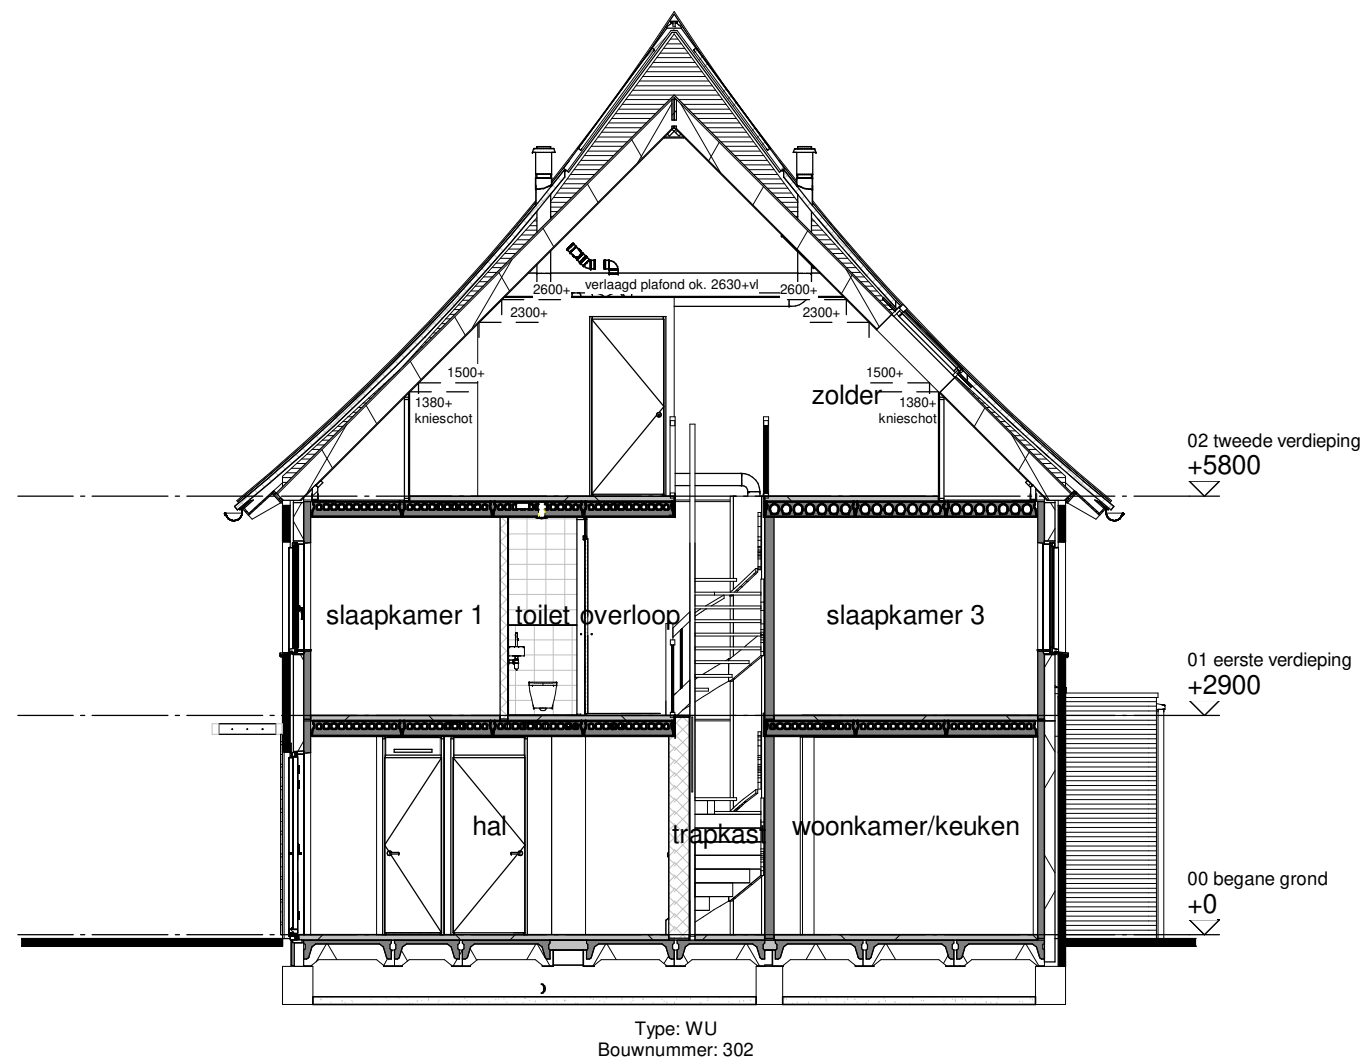 verlaagd plafond ok. 2630+vl
2600+
2600+
2300+
2300+
1500+
1500+
zolder
1380+
knieschot
1380+
knieschot
02 tweede verdieping
+5800
slaapkamer 1
toilet
overloop
slaapkamer 3
01 eerste verdieping
+2900
hal
trapkast
woonkamer/keuken
00 begane grond
+0
Type: WU
Bouwnummer: 302